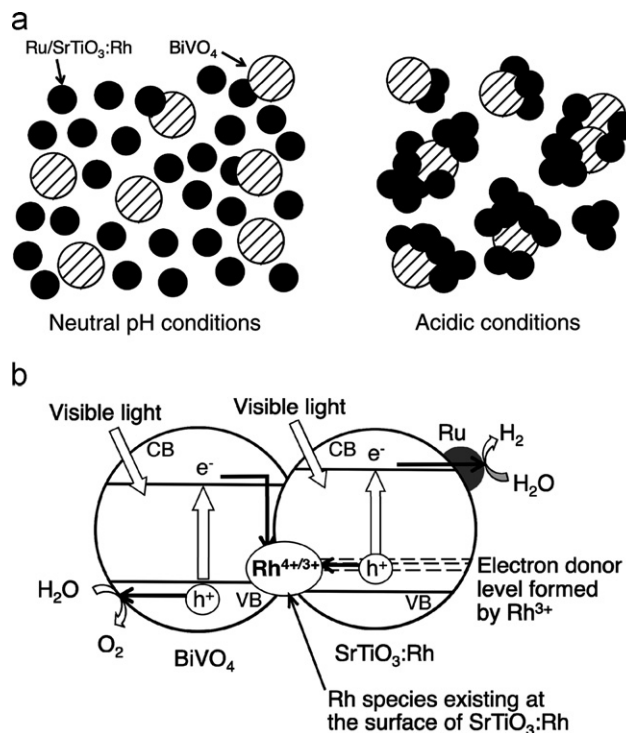 a
Ru/SrTiO₃:Rh
BiVO₄
Neutral pH conditions
Acidic conditions
b
Visible light
Visible light
CB
e⁻
CB
e⁻
Ru
H₂
H₂O
Rh⁴⁺/³⁺
h⁺
Electron donor
level formed
by Rh³⁺
H₂O
h⁺
VB
VB
O₂
BiVO₄
SrTiO₃:Rh
Rh species existing at
the surface of SrTiO₃:Rh